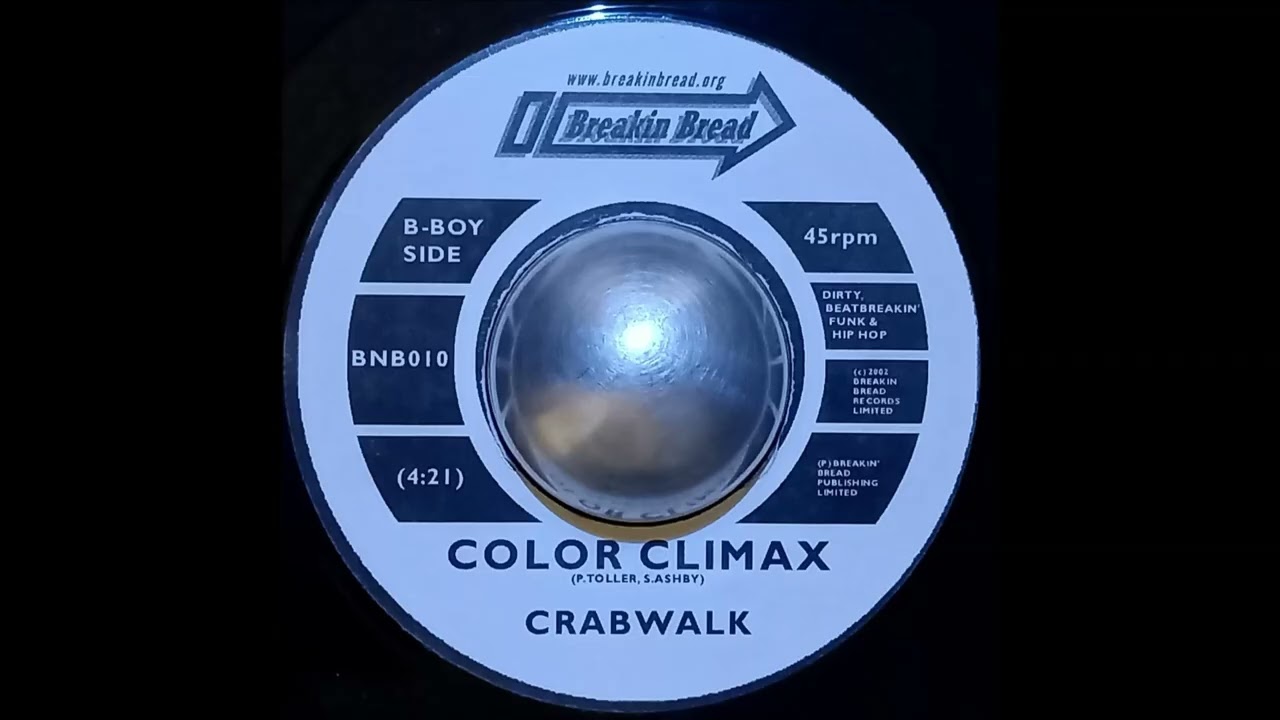 www.breakinbread.org
Breakin Bread
B-BOY
SIDE
BNB010
(4:21)
45rpm
DIRTY,
BEATBREAKIN'
FUNK &
HIP HOP
(c) 2002
BREAKIN
BREAD
RECORDS
LIMITED
(P) BREAKIN'
BREAD
PUBLISHING
LIMITED
COLOR CLIMAX
(P.TOLLER, S.ASHBY)
CRABWALK